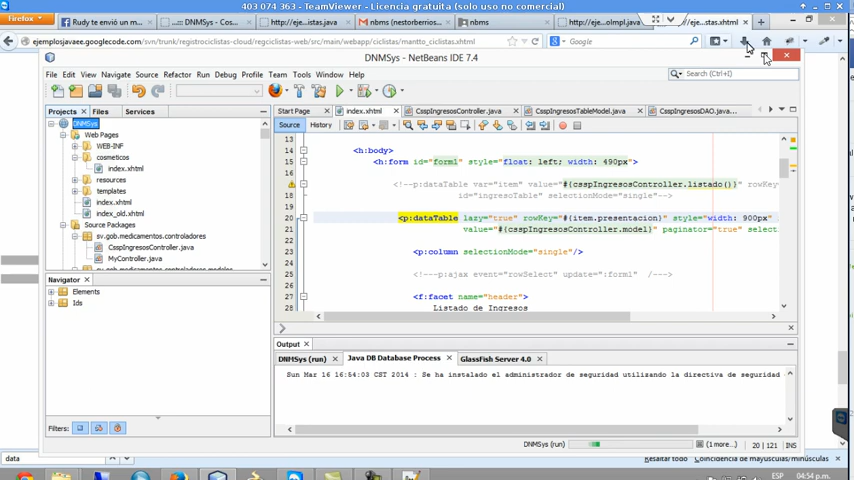 403 074 363 - TeamViewer - Licencia gratuita (solo uso no comercial)
Firefox
Rudy te envió un m...
...:: DNMSys ::...
http://eje...istas.java
nbms (nestorberrios...
nbms
http://eje...olmpl.java
...eje...stas.xhtml
ejemplosjavaee.googlecode.com/svn/trunk/registrociclistas-cloud/regciclistas-web/src/main/webapp/ciclistas/mantto_ciclistas.xhtml
Google
DNMSys - NetBeans IDE 7.4
File Edit View Navigate Source Refactor Run Debug Profile Team Tools Window Help
Search (Ctrl+I)
Projects Files Services
Start Page index.xhtml CsspIngresosController.java CsspIngresosTableModel.java CsspIngresosDAO.java...
Source History
DNMSys
Web Pages
WEB-INF
cosmeticos
index.xhtml
resources
templates
index.xhtml
index_old.xhtml
Source Packages
sv.gob.medicamentos.controladores
CsspIngresosController.java
MyController.java
13
14 <h:body>
15 <h:form id="form1" style="float: left; width: 490px">
16
<!--p:dataTable var="item" value="#{csspIngresosController.listado()}" rowKey
"ingresoTable" selectionMode="single">
20 <p:dataTable lazy="true" rowKey="#{item.presentacion}" style="width: 900px"
21 value="#{csspIngresosController.model}" paginator="true" select
22
23 <p:column selectionMode="single"/>
24
25 <!---p:ajax event="rowSelect" update=":form1" /--->
26
27 <f:facet name="header">
28 Listado de Ingresos
Navigator
Elements
Ids
Filters:
Output
DNMSys (run) Java DB Database Process GlassFish Server 4.0
Sun Mar 16 16:54:03 CST 2014 : Se ha instalado el administrador de seguridad utilizando la directiva de seguridad
DNMSys (run) (1 more...) 20 | 121 INS
data
Resaltar todo Coincidencia de mayúsculas/minúsculas
ESP 04:54 p.m.